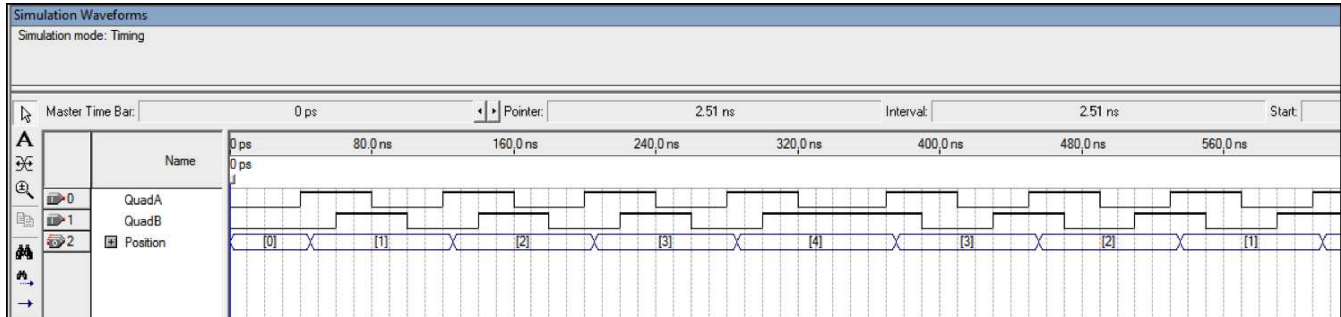 Simulation Waveforms
Simulation mode: Timing
Master Time Bar: 0 ps Pointer: 2.51 ns Interval: 2.51 ns Start:
A
Name
0 ps 80.0 ns 160.0 ns 240.0 ns 320.0 ns 400.0 ns 480.0 ns 560.0 ns
0 ps
0 QuadA
1 QuadB
2 Position [0] [1] [2] [3] [4] [3] [2] [1]